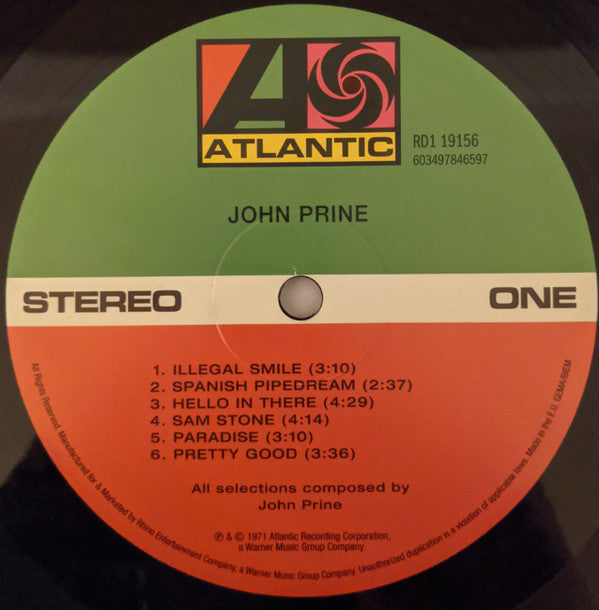 ATLANTIC
RD1 19156
603497846597
JOHN PRINE
STEREO
ONE
1. ILLEGAL SMILE (3:10)
2. SPANISH PIPEDREAM (2:37)
3. HELLO IN THERE (4:29)
4. SAM STONE (4:14)
5. PARADISE (3:10)
6. PRETTY GOOD (3:36)
All selections composed by
John Prine
℗ & © 1971 Atlantic Recording Corporation,
a Warner Music Group Company.
All Rights Reserved. Manufactured for & Marketed by Rhino Entertainment Company, a Warner Music Group Company. Unauthorized duplication is a violation of applicable laws. Made in the E.U. GEMA/BIEM